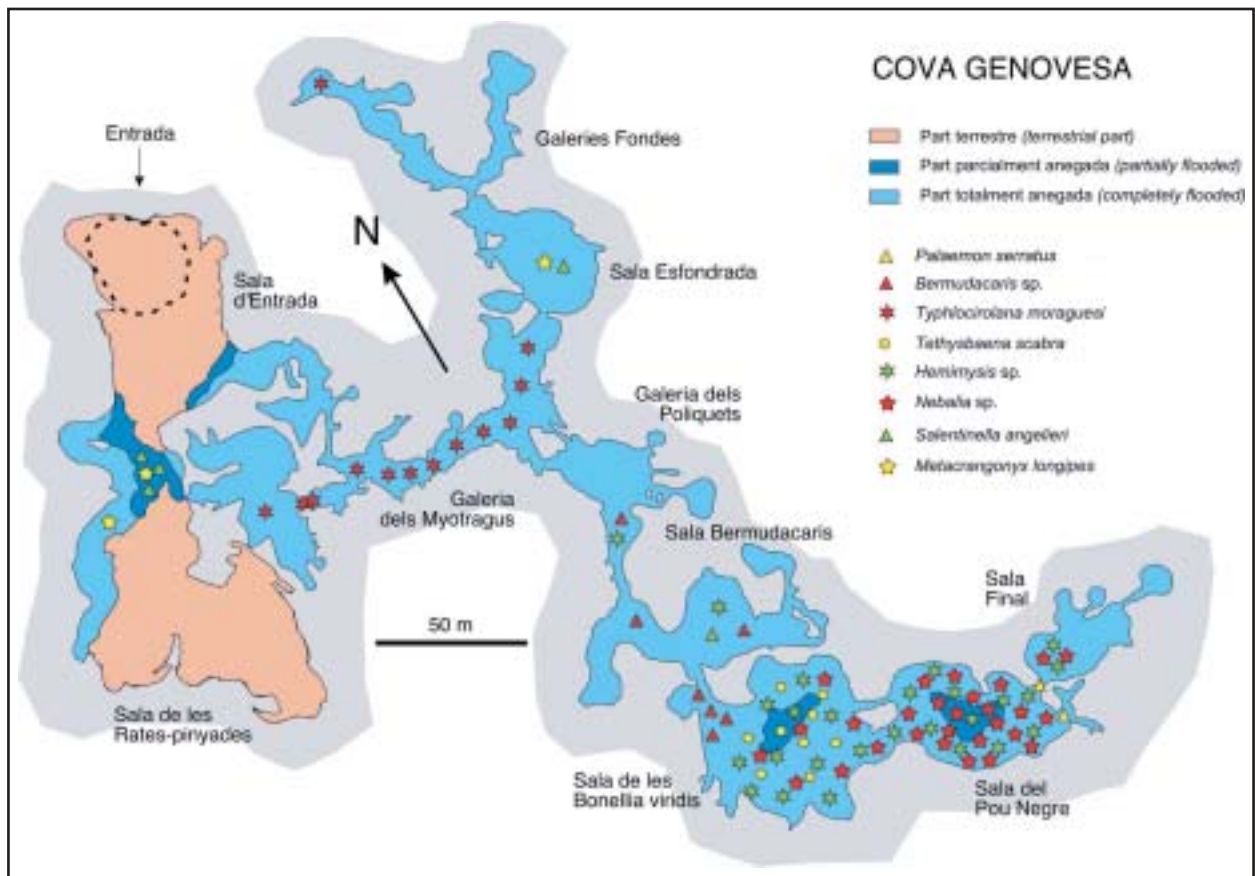 COVA GENOVESA
Entrada
Galeries Fondes
Part terrestre (terrestrial part)
Part parcialment anegada (partially flooded)
Part totalment anegada (completely flooded)
N
Sala
d'Entrada
Sala Esfondrada
Palaemon serratus
Bermudacaris sp.
Typhlocirolana moraguesi
Tethysbaena scabra
Hemimysis sp.
Nebalia sp.
Salentinella angelieri
Metacrangonyx longipes
Galeria dels
Poliquets
Galeria
dels Myotragus
Sala Bermudacaris
Sala
Final
50 m
Sala de les
Rates-pinyades
Sala de les
Bonellia viridis
Sala del
Pou Negre